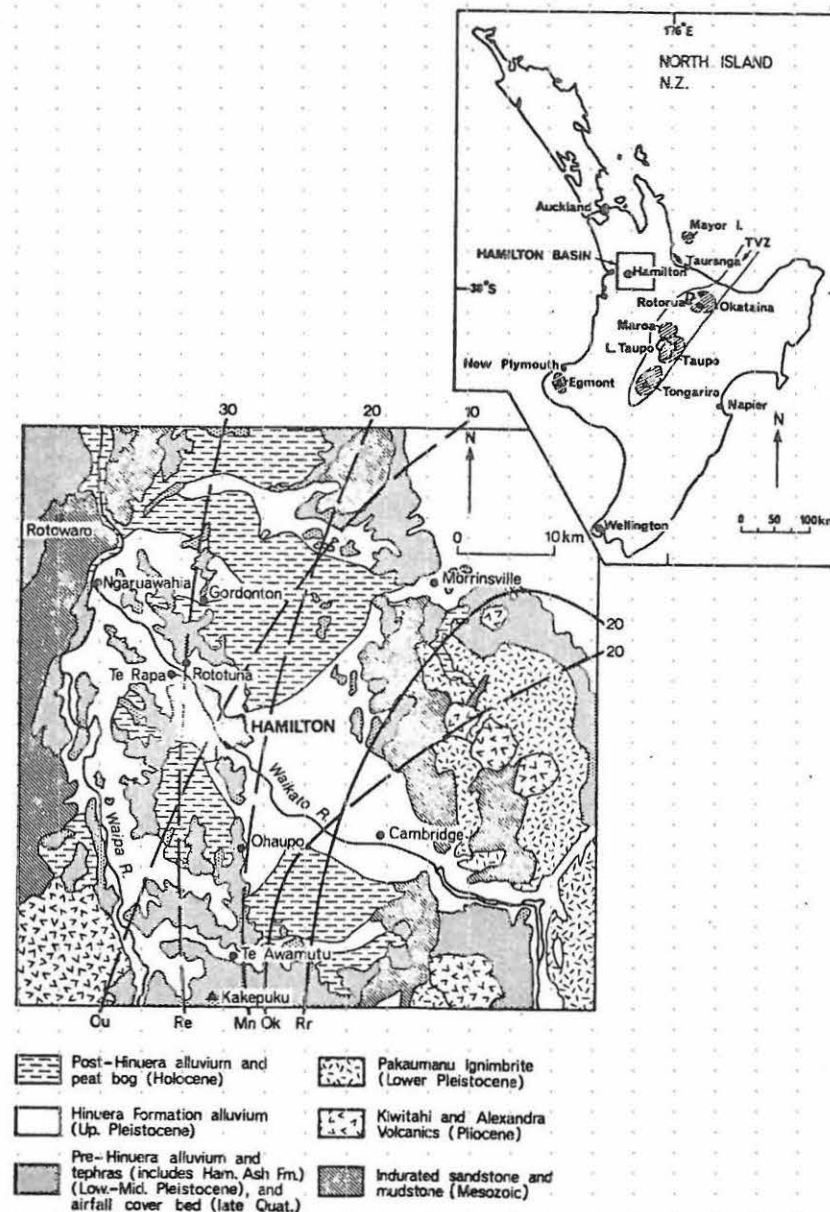 176°E
NORTH ISLAND
N.Z.
Auckland
Mayor I.
TVZ
HAMILTON BASIN
Tauranga
Hamilton
38°S
Rotorua
Okataina
Maroa
L. Taupo
Taupo
New Plymouth
Egmont
Tongariro
Napier
N
Wellington
0 50 100km
30
20
10
N
0 10 km
Rotowaro
Ngaruawahia
Gordonton
Morrinsville
20
20
Te Rapa
Rototuna
HAMILTON
Waikato R.
Waipa R.
Ohaupo
Cambridge
Te Awamutu
Kakepuku
Ou Re Mn Ok Rr
Post-Hinuera alluvium and
peat bog (Holocene)
Hinuera Formation alluvium
(Up. Pleistocene)
Pre-Hinuera alluvium and
tephras (includes Ham. Ash Fm.)
(Low.-Mid. Pleistocene), and
airfall cover bed (late Quat.)
Pakaumanu Ignimbrite
(Lower Pleistocene)
Kiwitahi and Alexandra
Volcanics (Pliocene)
Indurated sandstone and
mudstone (Mesozoic)